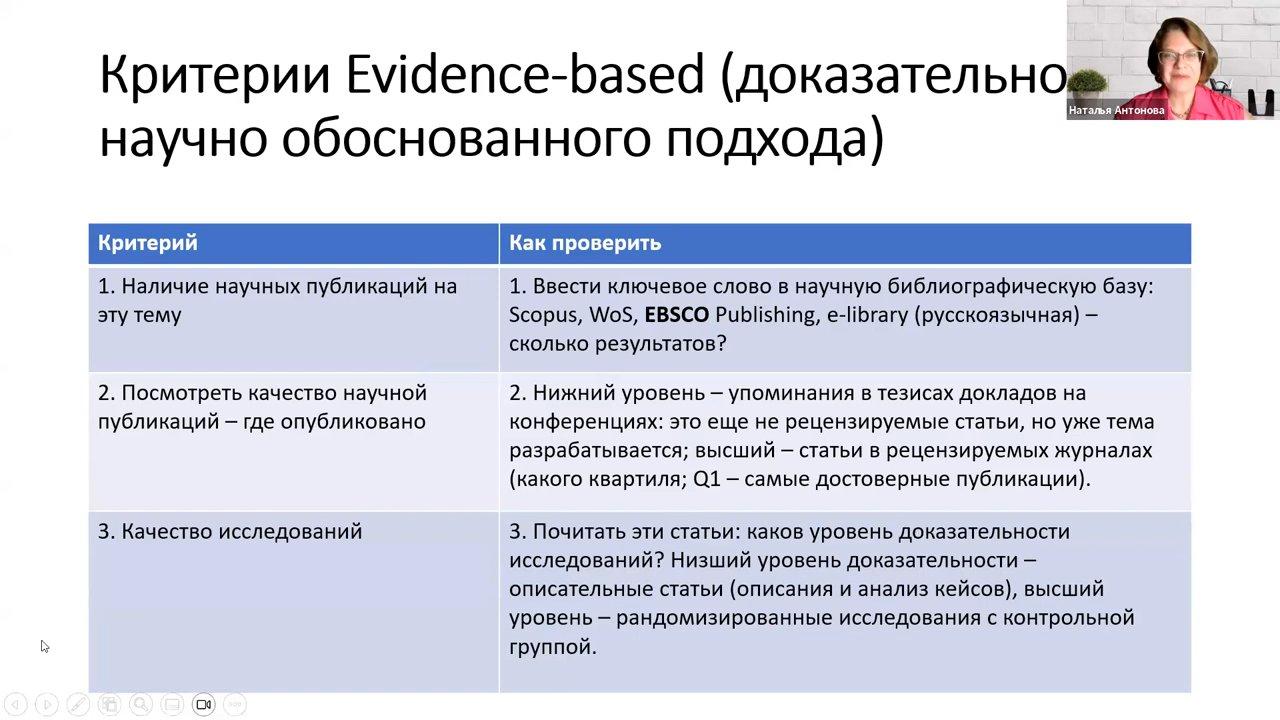 Критерии Evidence-based (доказательно
научно обоснованного подхода)
Наталья Антонова
Критерий
Как проверить
1. Наличие научных публикаций на
эту тему
1. Ввести ключевое слово в научную библиографическую базу:
Scopus, WoS, EBSCO Publishing, e-library (русскоязычная) –
сколько результатов?
2. Посмотреть качество научной
публикаций – где опубликовано
2. Нижний уровень – упоминания в тезисах докладов на
конференциях: это еще не рецензируемые статьи, но уже тема
разрабатывается; высший – статьи в рецензируемых журналах
(какого квартиля; Q1 – самые достоверные публикации).
3. Качество исследований
3. Почитать эти статьи: каков уровень доказательности
исследований? Низший уровень доказательности –
описательные статьи (описания и анализ кейсов), высший
уровень – рандомизированные исследования с контрольной
группой.